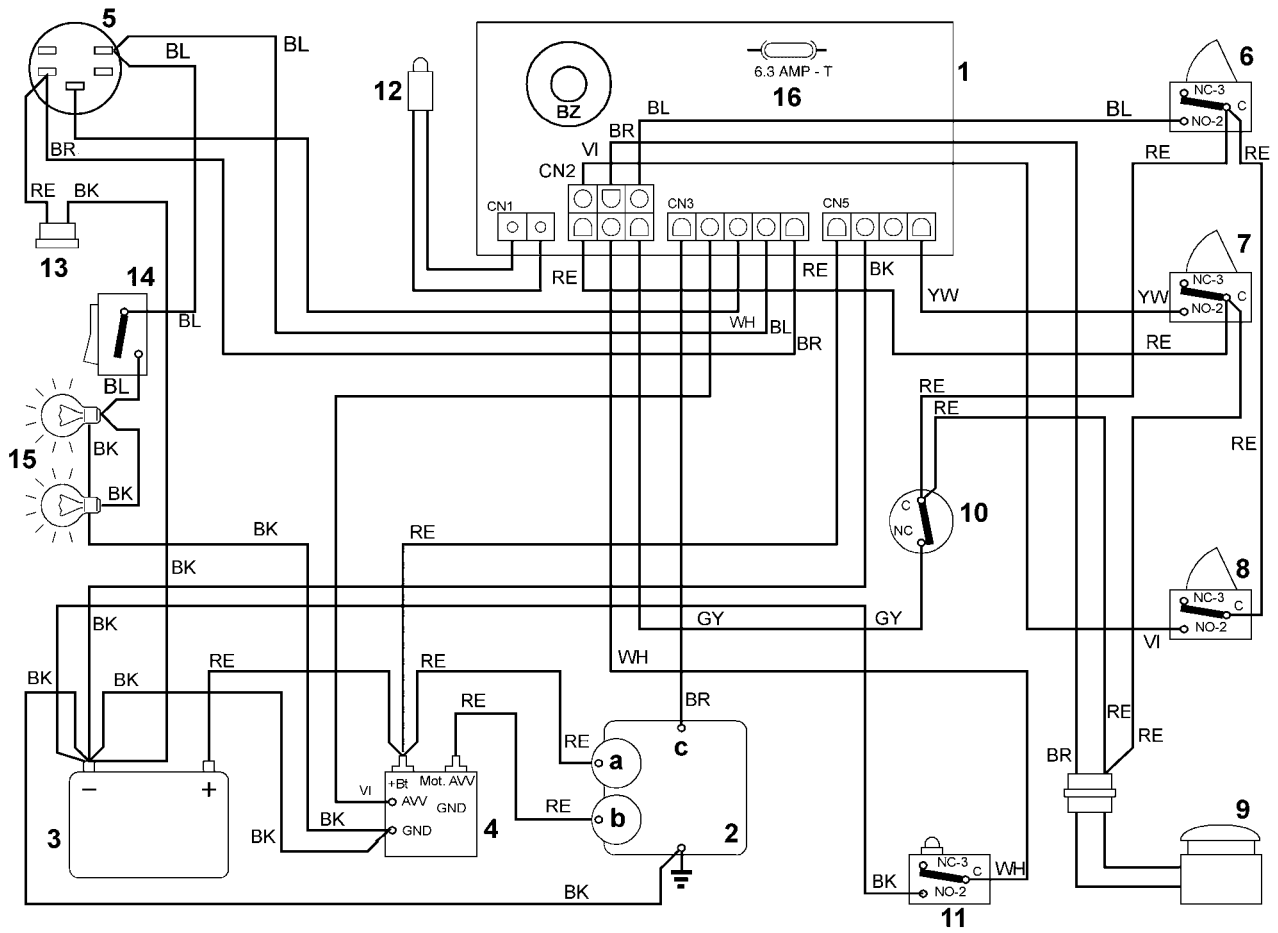 5
BL
BL
1
6.3 AMP - T
16
BZ
12
6
NC-3
C
NO-2
BL
BL
BR
VI
CN2
RE
RE
BR
RE
BK
13
CN1
CN3
CN5
7
NC-3
C
NO-2
YW
14
RE
RE
BK
YW
BL
WH
BL
BR
RE
BL
RE
RE
RE
15
BK
BK
10
C
NC
BK
RE
BK
8
NC-3
C
NO-2
VI
BK
GY
GY
WH
BK
BK
RE
RE
RE
BR
RE
RE
BR
c
a
RE
b
RE
2
+Bt
Mot. AVV
VI
AVV
GND
GND
4
BK
BK
3
− +
9
NC-3
C
NO-2
WH
BK
BK
11